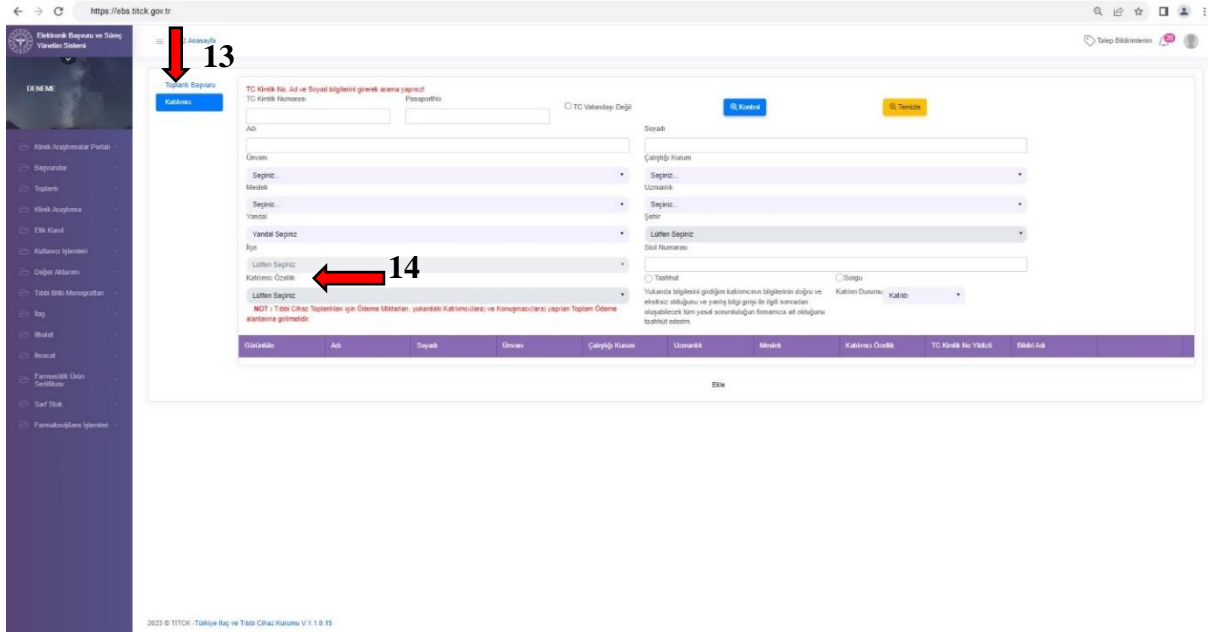 https://ebs.titck.gov.tr
Elektronik Başvuru ve Süreç
Yönetim Sistemi
Anasayfa
Talep Bildirimlerim
20
13
DENEME
Toplantı Başvuru
Katılımcı
TC Kimlik No, Ad ve Soyad bilgilerini girerek arama yapınız!
TC Kimlik Numarası
PasaportNo
TC Vatandaşı Değil
Kontrol
Temizle
Adı
Soyadı
Ünvanı
Çalıştığı Kurum
Seçiniz...
Seçiniz...
Meslek
Uzmanlık
Seçiniz...
Seçiniz...
Yandal
Şehir
Yandal Seçiniz
Lütfen Seçiniz
İlçe
Sicil Numarası
Lütfen Seçiniz
Katılımcı Özellik
14
Taahhüt
Sorgu
Lütfen Seçiniz
Yukarıda bilgilerini girdiğim katılımcının bilgilerinin doğru ve
eksiksiz olduğunu ve yanlış bilgi girişi ile ilgili sonradan
oluşabilecek tüm yasal sorumluluğun firmamıza ait olduğunu
taahhüt ederim.
Katılım Durumu
Katıldı
NOT : Tıbbi Cihaz Toplantıları için Ödeme Miktarları, yukarıdaki Katılımcı(lara) ve Konuşmacı(lara) yapılan Toplam Ödeme
alanlarına girilmelidir.
Görüntüle
Adı
Soyadı
Ünvanı
Çalıştığı Kurum
Uzmanlık
Meslek
Katılımcı Özellik
TC Kimlik No Yıldızlı
Bildiri Adı
Ekle
Klinik Araştırmalar Portalı
Başvurular
Toplantı
Klinik Araştırma
Etik Kurul
Kullanıcı İşlemleri
Değer Aktarımı
Tıbbi Bitki Monografları
İlaç
İthalat
İhracat
Farmasötik Ürün
Sertifikası
Sarf Stok
Farmakovijilans İşlemleri
2023 © TİTCK -Türkiye İlaç ve Tıbbi Cihaz Kurumu V:1.1.0.15